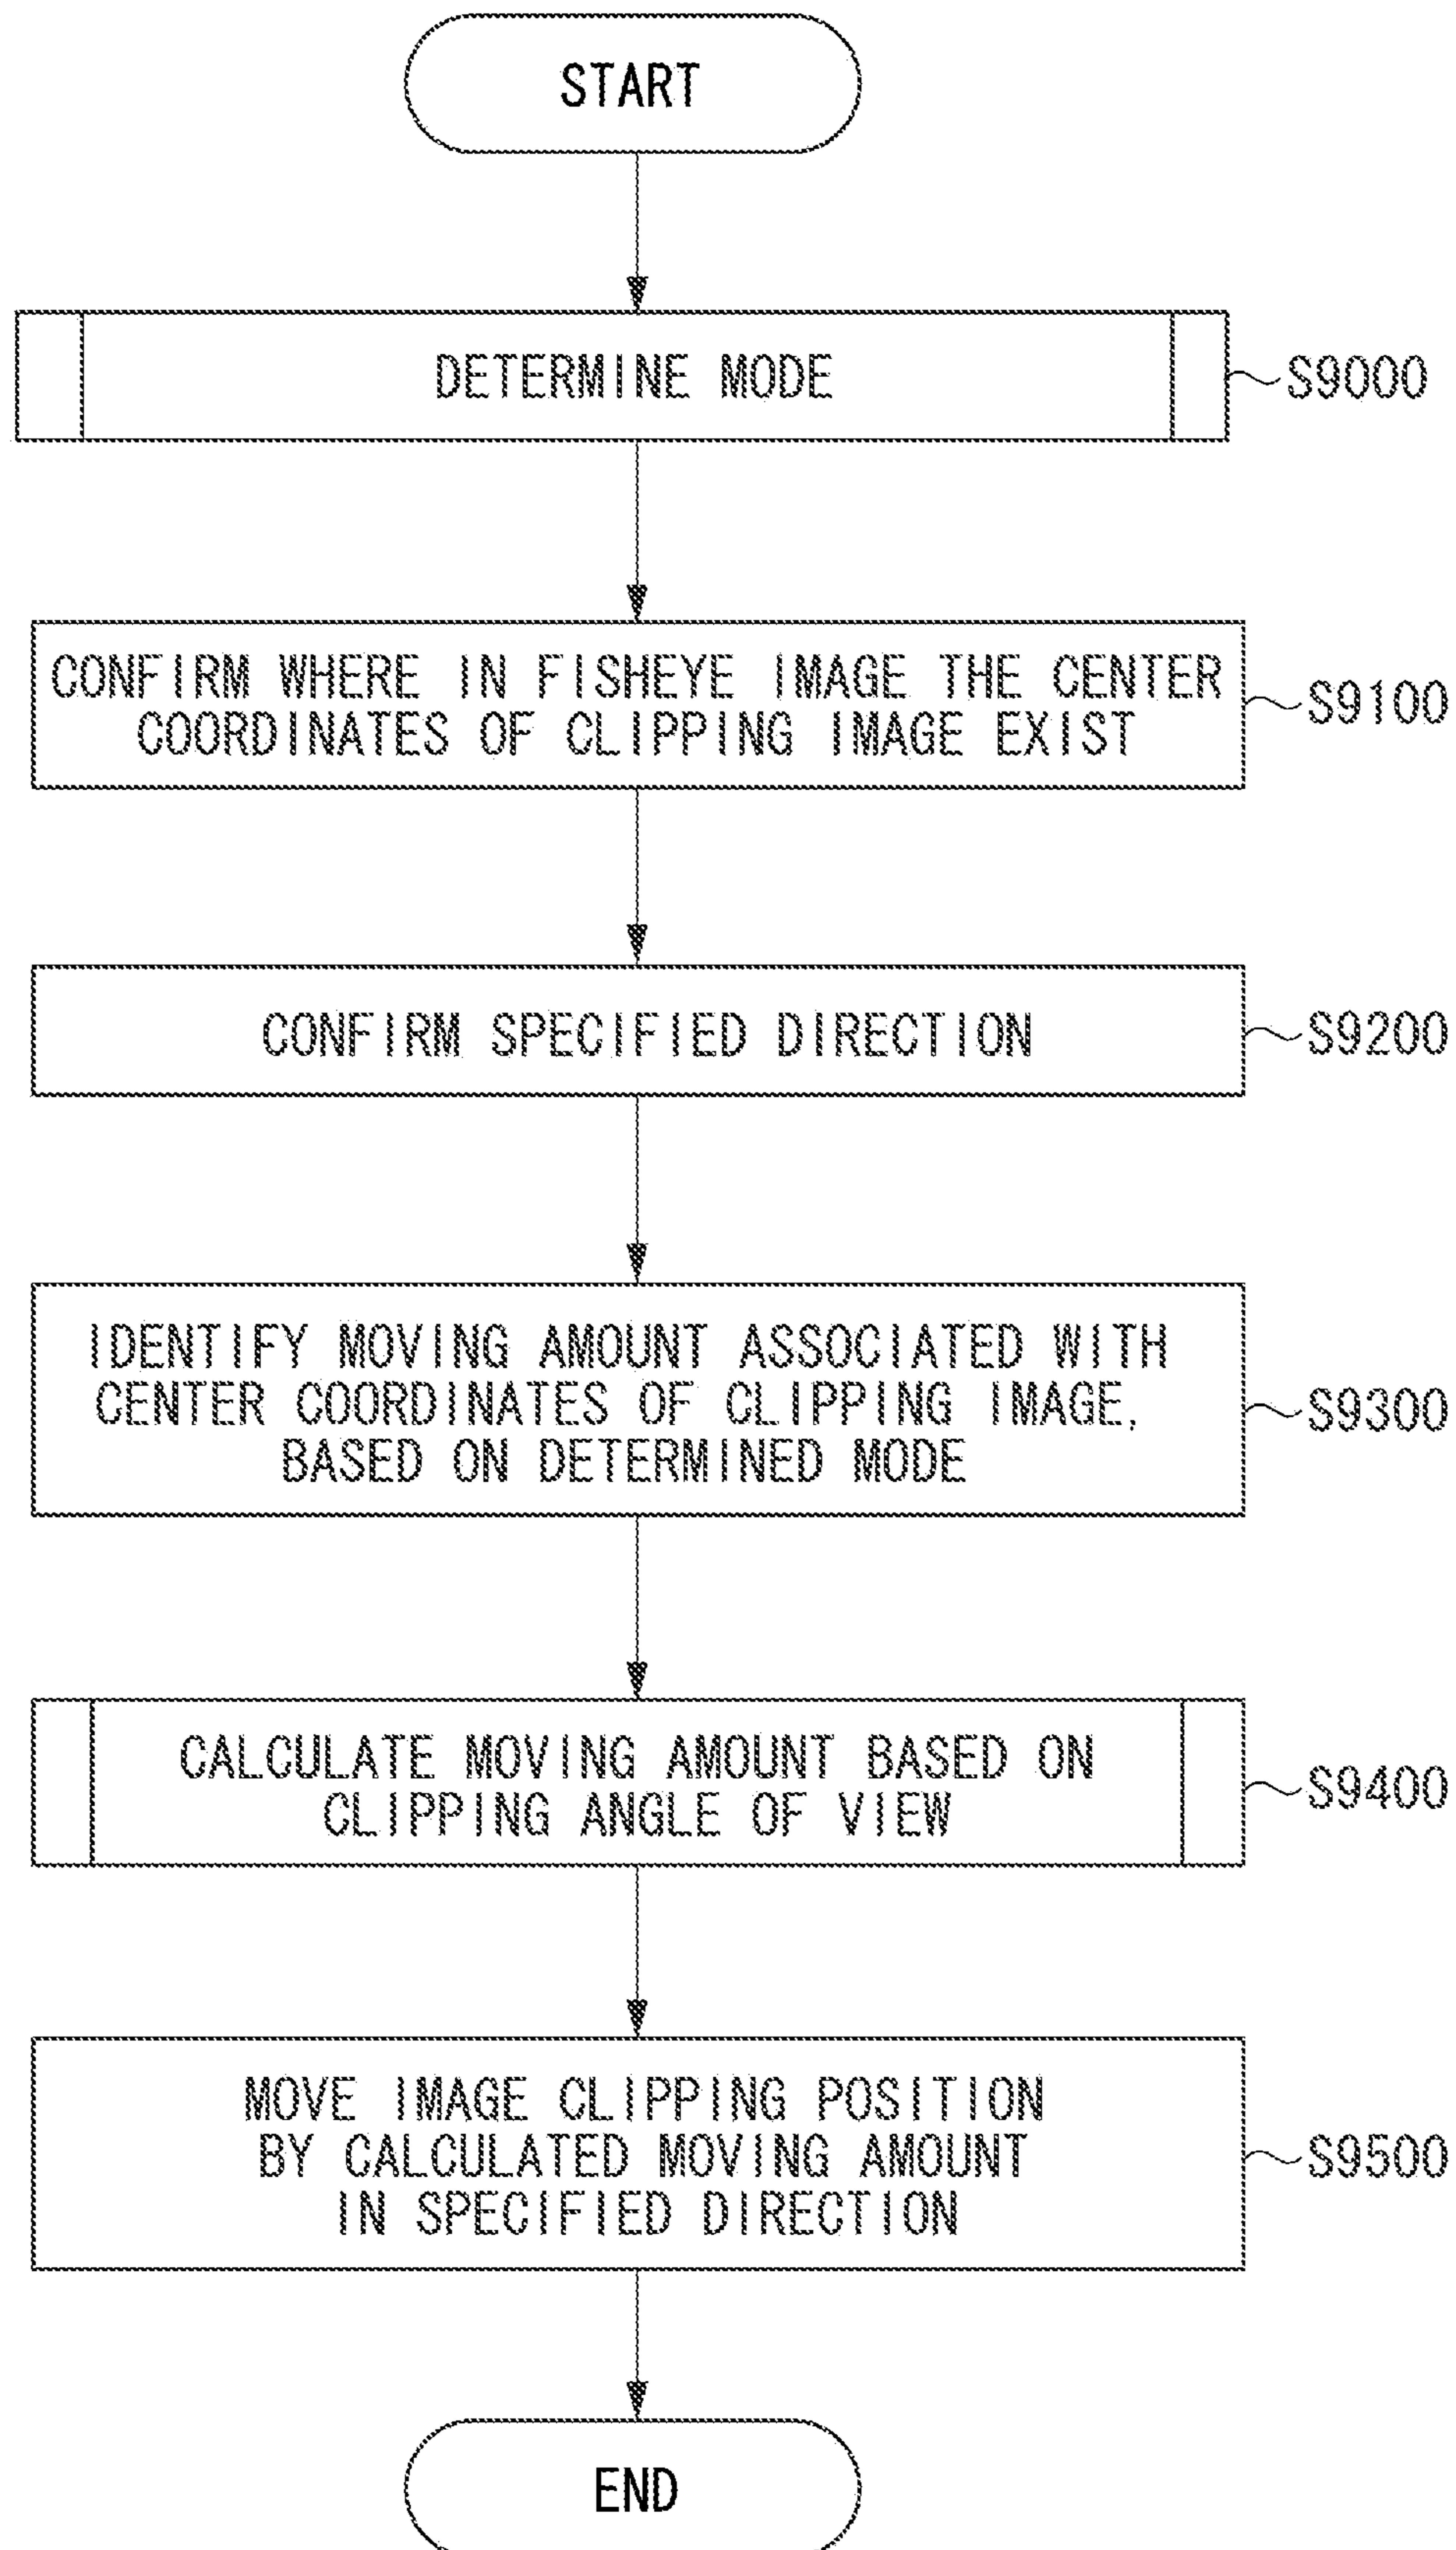 START
DETERMINE MODE
S9000
CONFIRM WHERE IN FISHEYE IMAGE THE CENTER
COORDINATES OF CLIPPING IMAGE EXIST
S9100
CONFIRM SPECIFIED DIRECTION
S9200
IDENTIFY MOVING AMOUNT ASSOCIATED WITH
CENTER COORDINATES OF CLIPPING IMAGE,
BASED ON DETERMINED MODE
S9300
CALCULATE MOVING AMOUNT BASED ON
CLIPPING ANGLE OF VIEW
S9400
MOVE IMAGE CLIPPING POSITION
BY CALCULATED MOVING AMOUNT
IN SPECIFIED DIRECTION
S9500
END